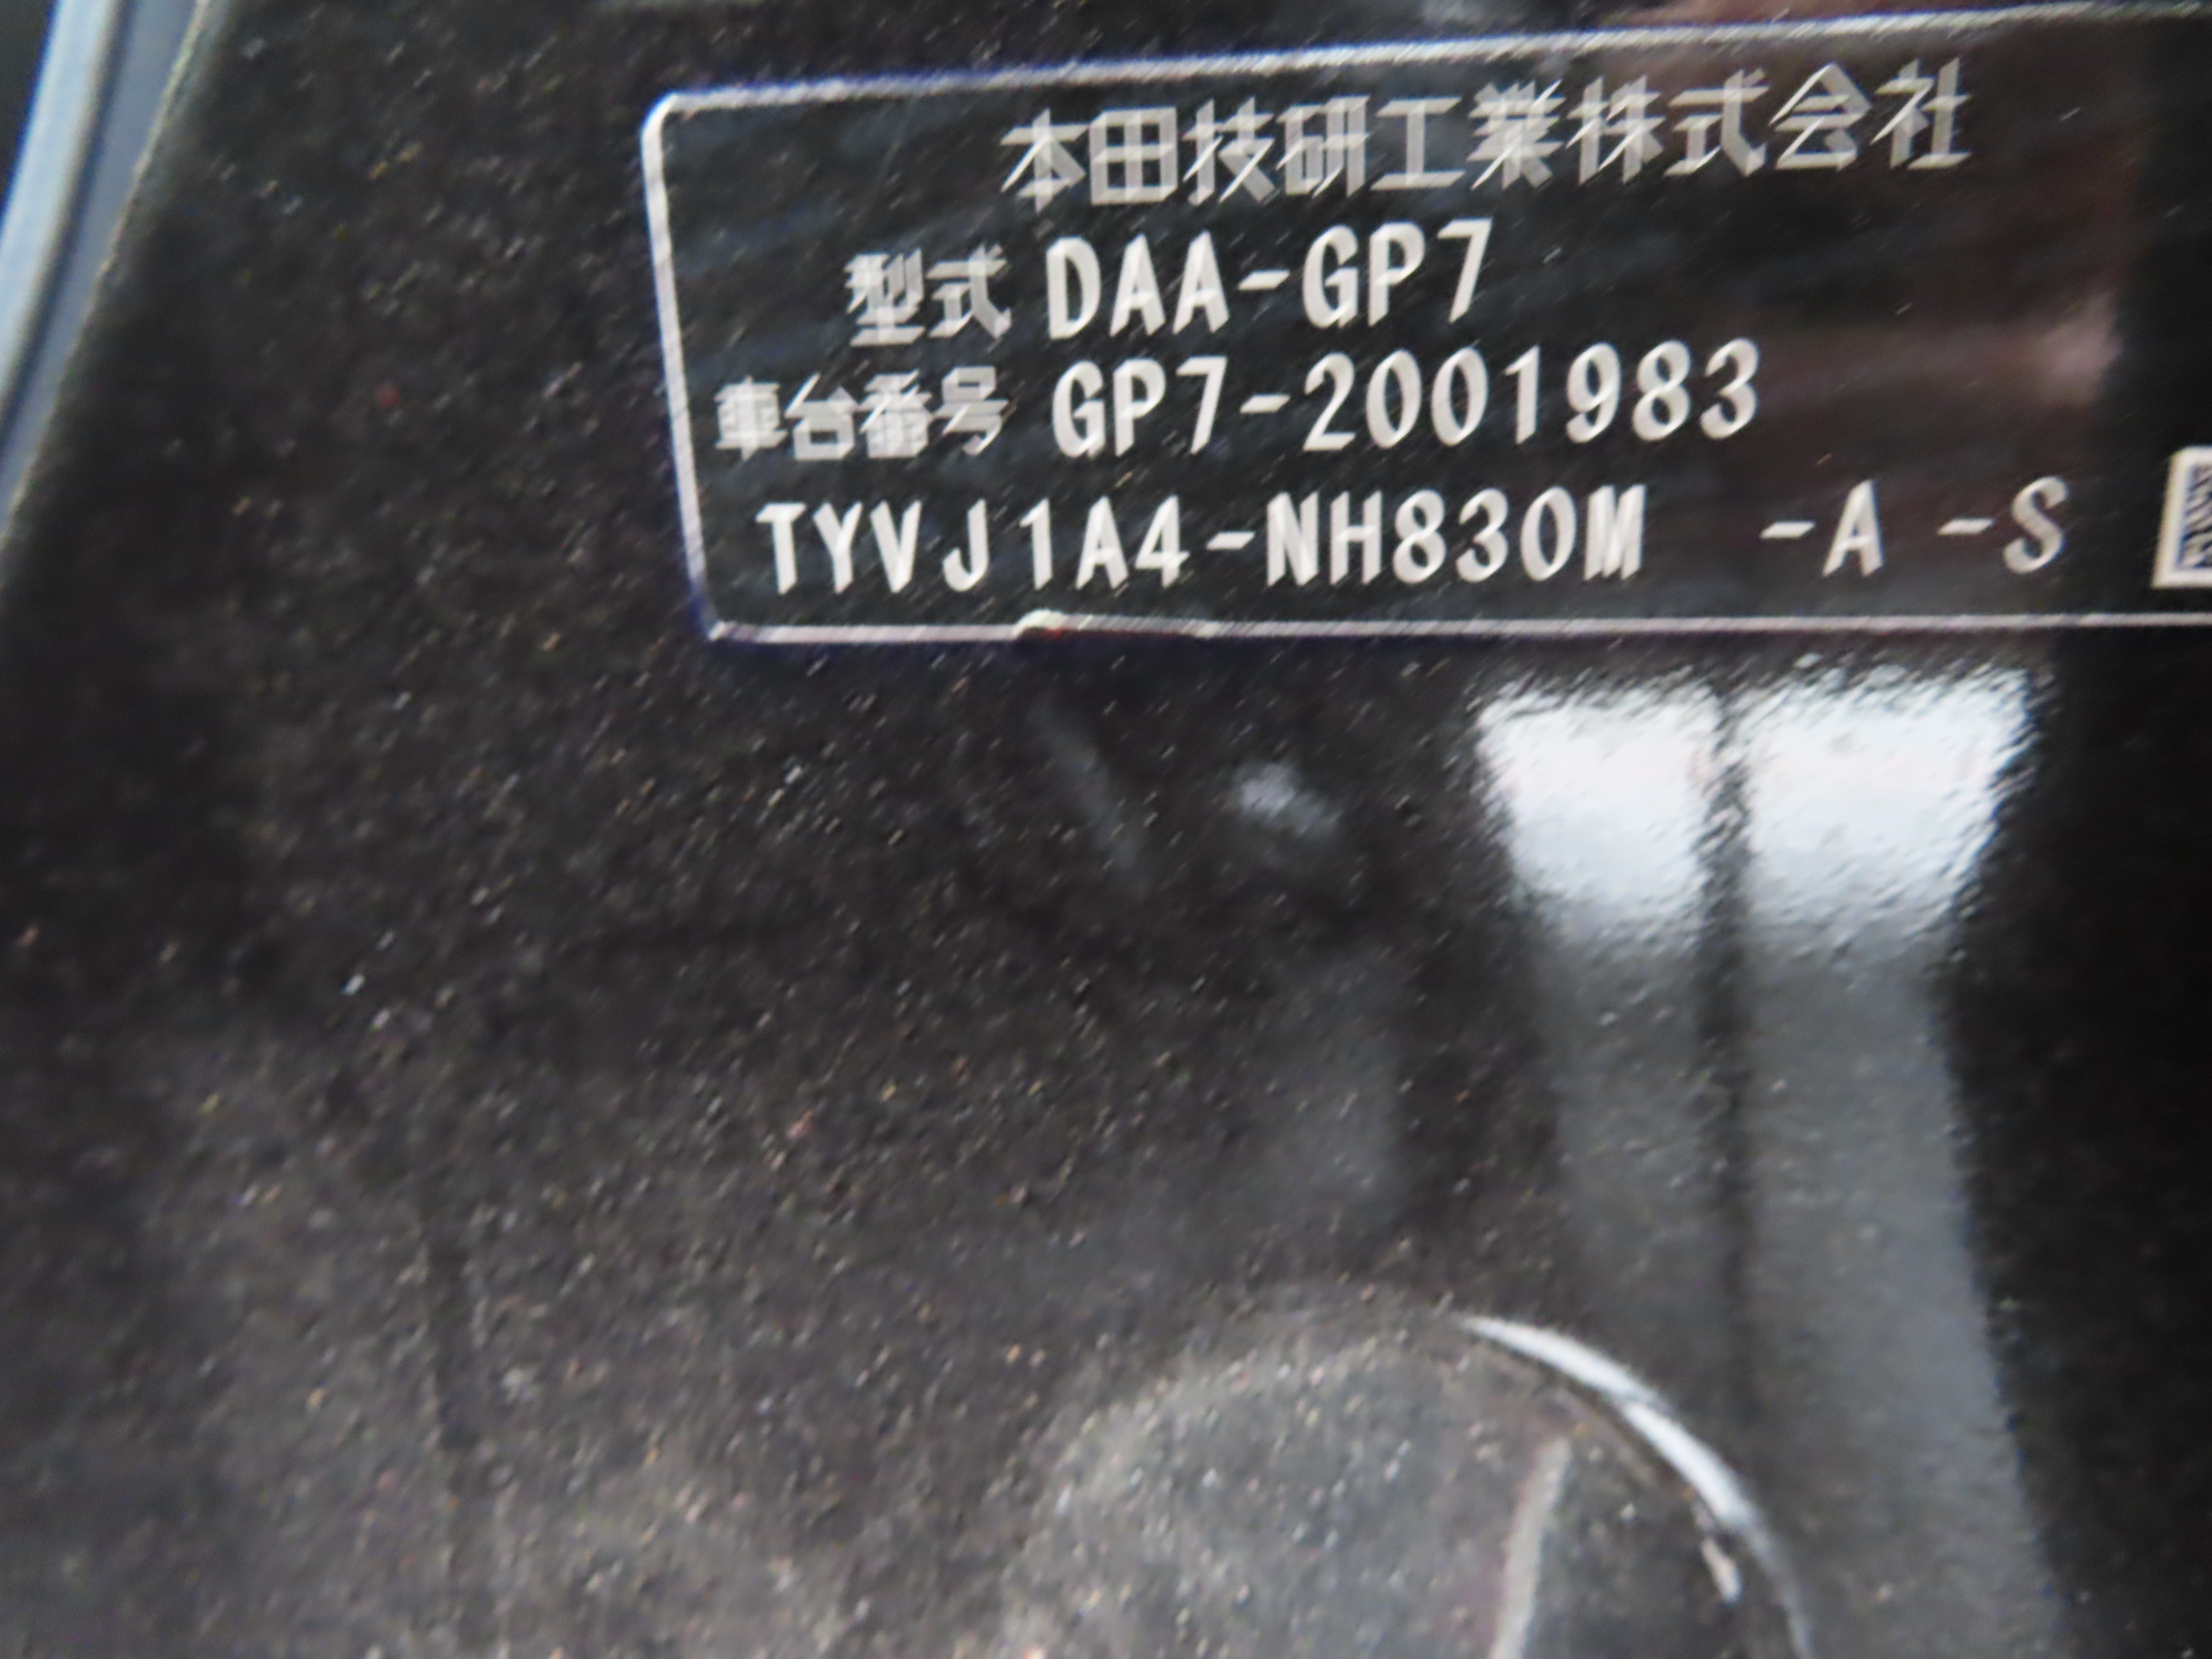 本田技研工業株式会社
型式 DAA-GP7
車台番号 GP7-2001983
TYVJ1A4-NH830M -A -S